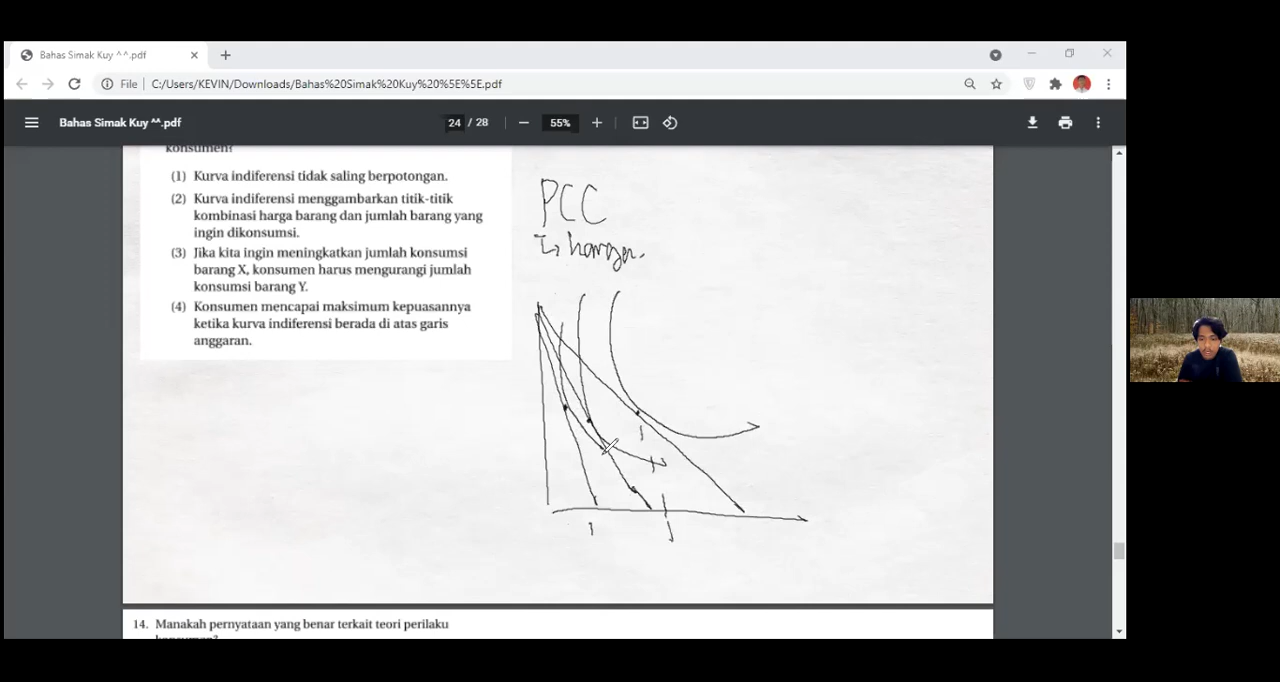 Bahas Simak Kuy ^^.pdf
File
C:/Users/KEVIN/Downloads/Bahas%20Simak%20Kuy%20%5E%5E.pdf
Bahas Simak Kuy ^^.pdf
24 / 28
55%
konsumen?
(1) Kurva indiferensi tidak saling berpotongan.
(2) Kurva indiferensi menggambarkan titik-titik
kombinasi harga barang dan jumlah barang yang
ingin dikonsumsi.
(3) Jika kita ingin meningkatkan jumlah konsumsi
barang X, konsumen harus mengurangi jumlah
konsumsi barang Y.
(4) Konsumen mencapai maksimum kepuasannya
ketika kurva indiferensi berada di atas garis
anggaran.
PCC
↳ harga.
14. Manakah pernyataan yang benar terkait teori perilaku
konsumen?